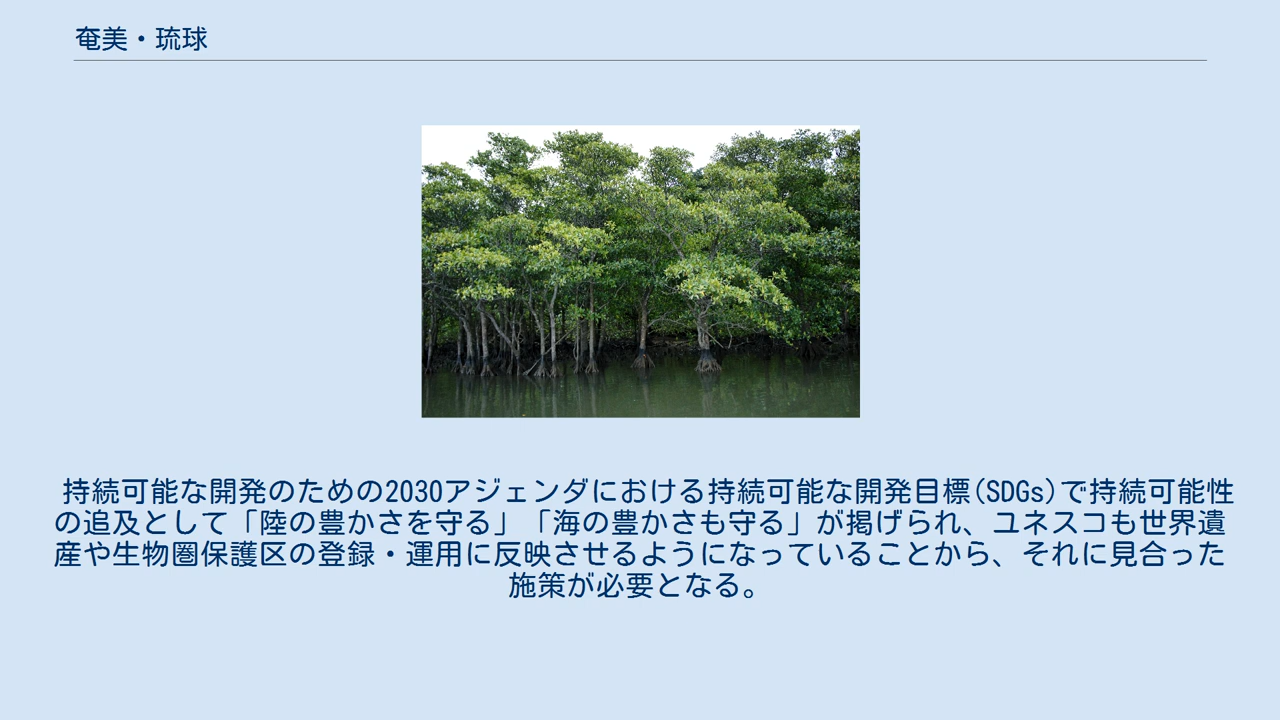 奄美・琉球
持続可能な開発のための2030アジェンダにおける持続可能な開発目標(SDGs)で持続可能性
の追及として「陸の豊かさを守る」「海の豊かさも守る」が掲げられ、ユネスコも世界遺
産や生物圏保護区の登録・運用に反映させるようになっていることから、それに見合った
施策が必要となる。